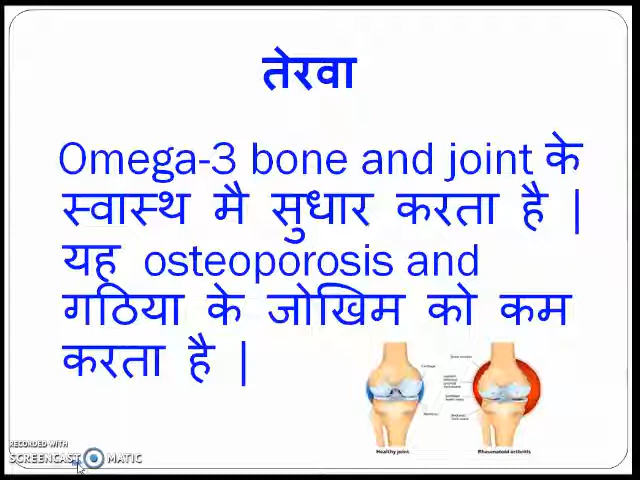 तेरवा
Omega-3 bone and joint के
स्वास्थ मै सुधार करता है |
यह osteoporosis and
गठिया के जोखिम को कम
करता है |
Healthy joint
Rheumatoid arthritis
RECORDED WITH
SCREENCAST MATIC